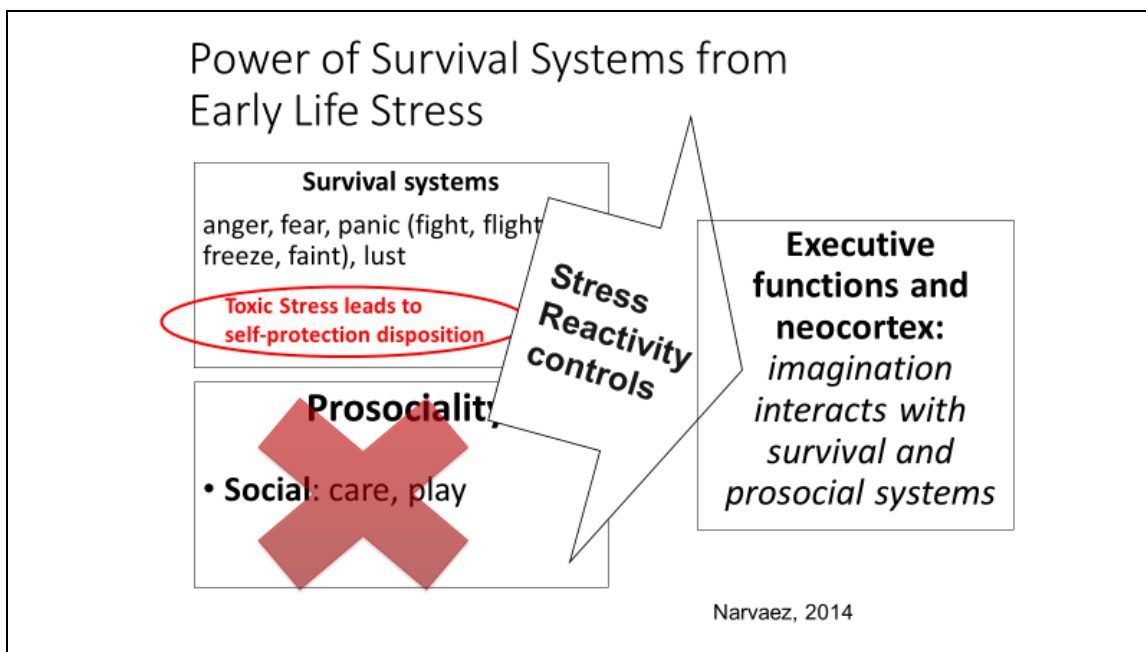 Power of Survival Systems from
Early Life Stress
Survival systems
anger, fear, panic (fight, flight
freeze, faint), lust
Toxic Stress leads to
self-protection disposition
Prosociality
• Social: care, play
Stress
Reactivity
controls
Executive
functions and
neocortex:
imagination
interacts with
survival and
prosocial systems
Narvaez, 2014